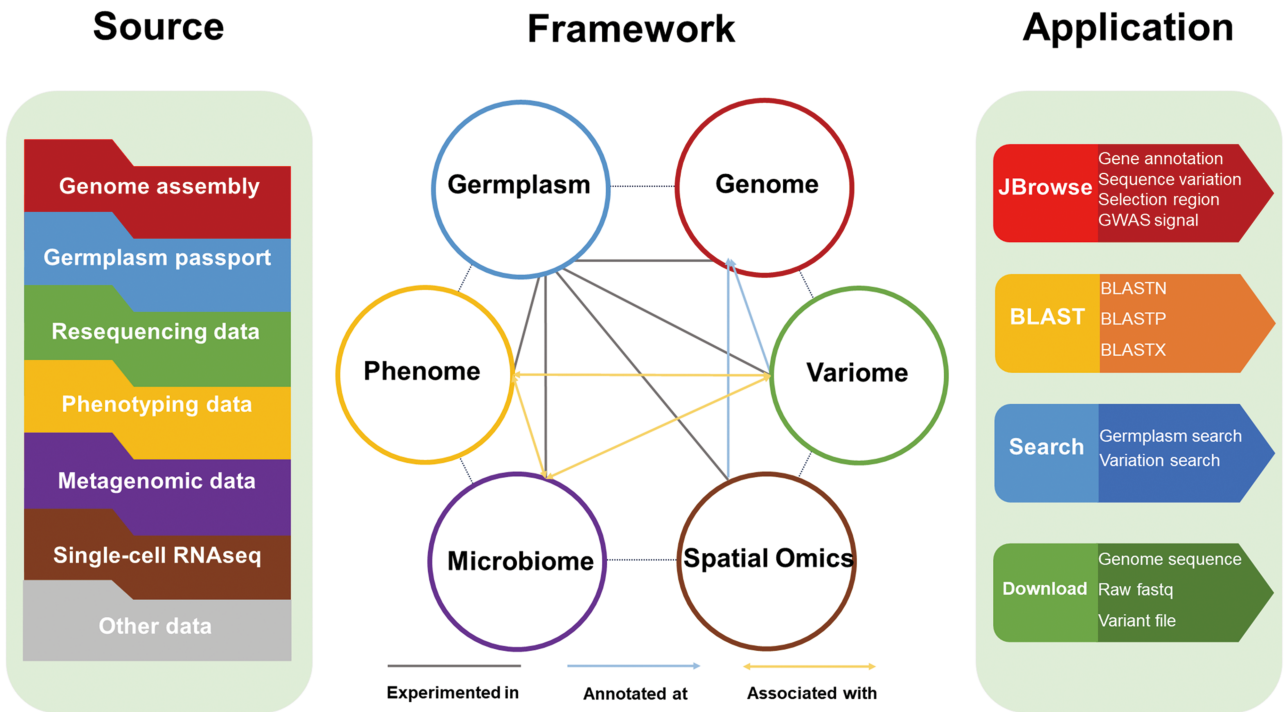 Source
Framework
Application
Genome assembly
Germplasm passport
Resequencing data
Phenotyping data
Metagenomic data
Single-cell RNAseq
Other data
Germplasm
Genome
Phenome
Variome
Microbiome
Spatial Omics
Experimented in
Annotated at
Associated with
JBrowse
Gene annotation
Sequence variation
Selection region
GWAS signal
BLAST
BLASTN
BLASTP
BLASTX
Search
Germplasm search
Variation search
Download
Genome sequence
Raw fastq
Variant file